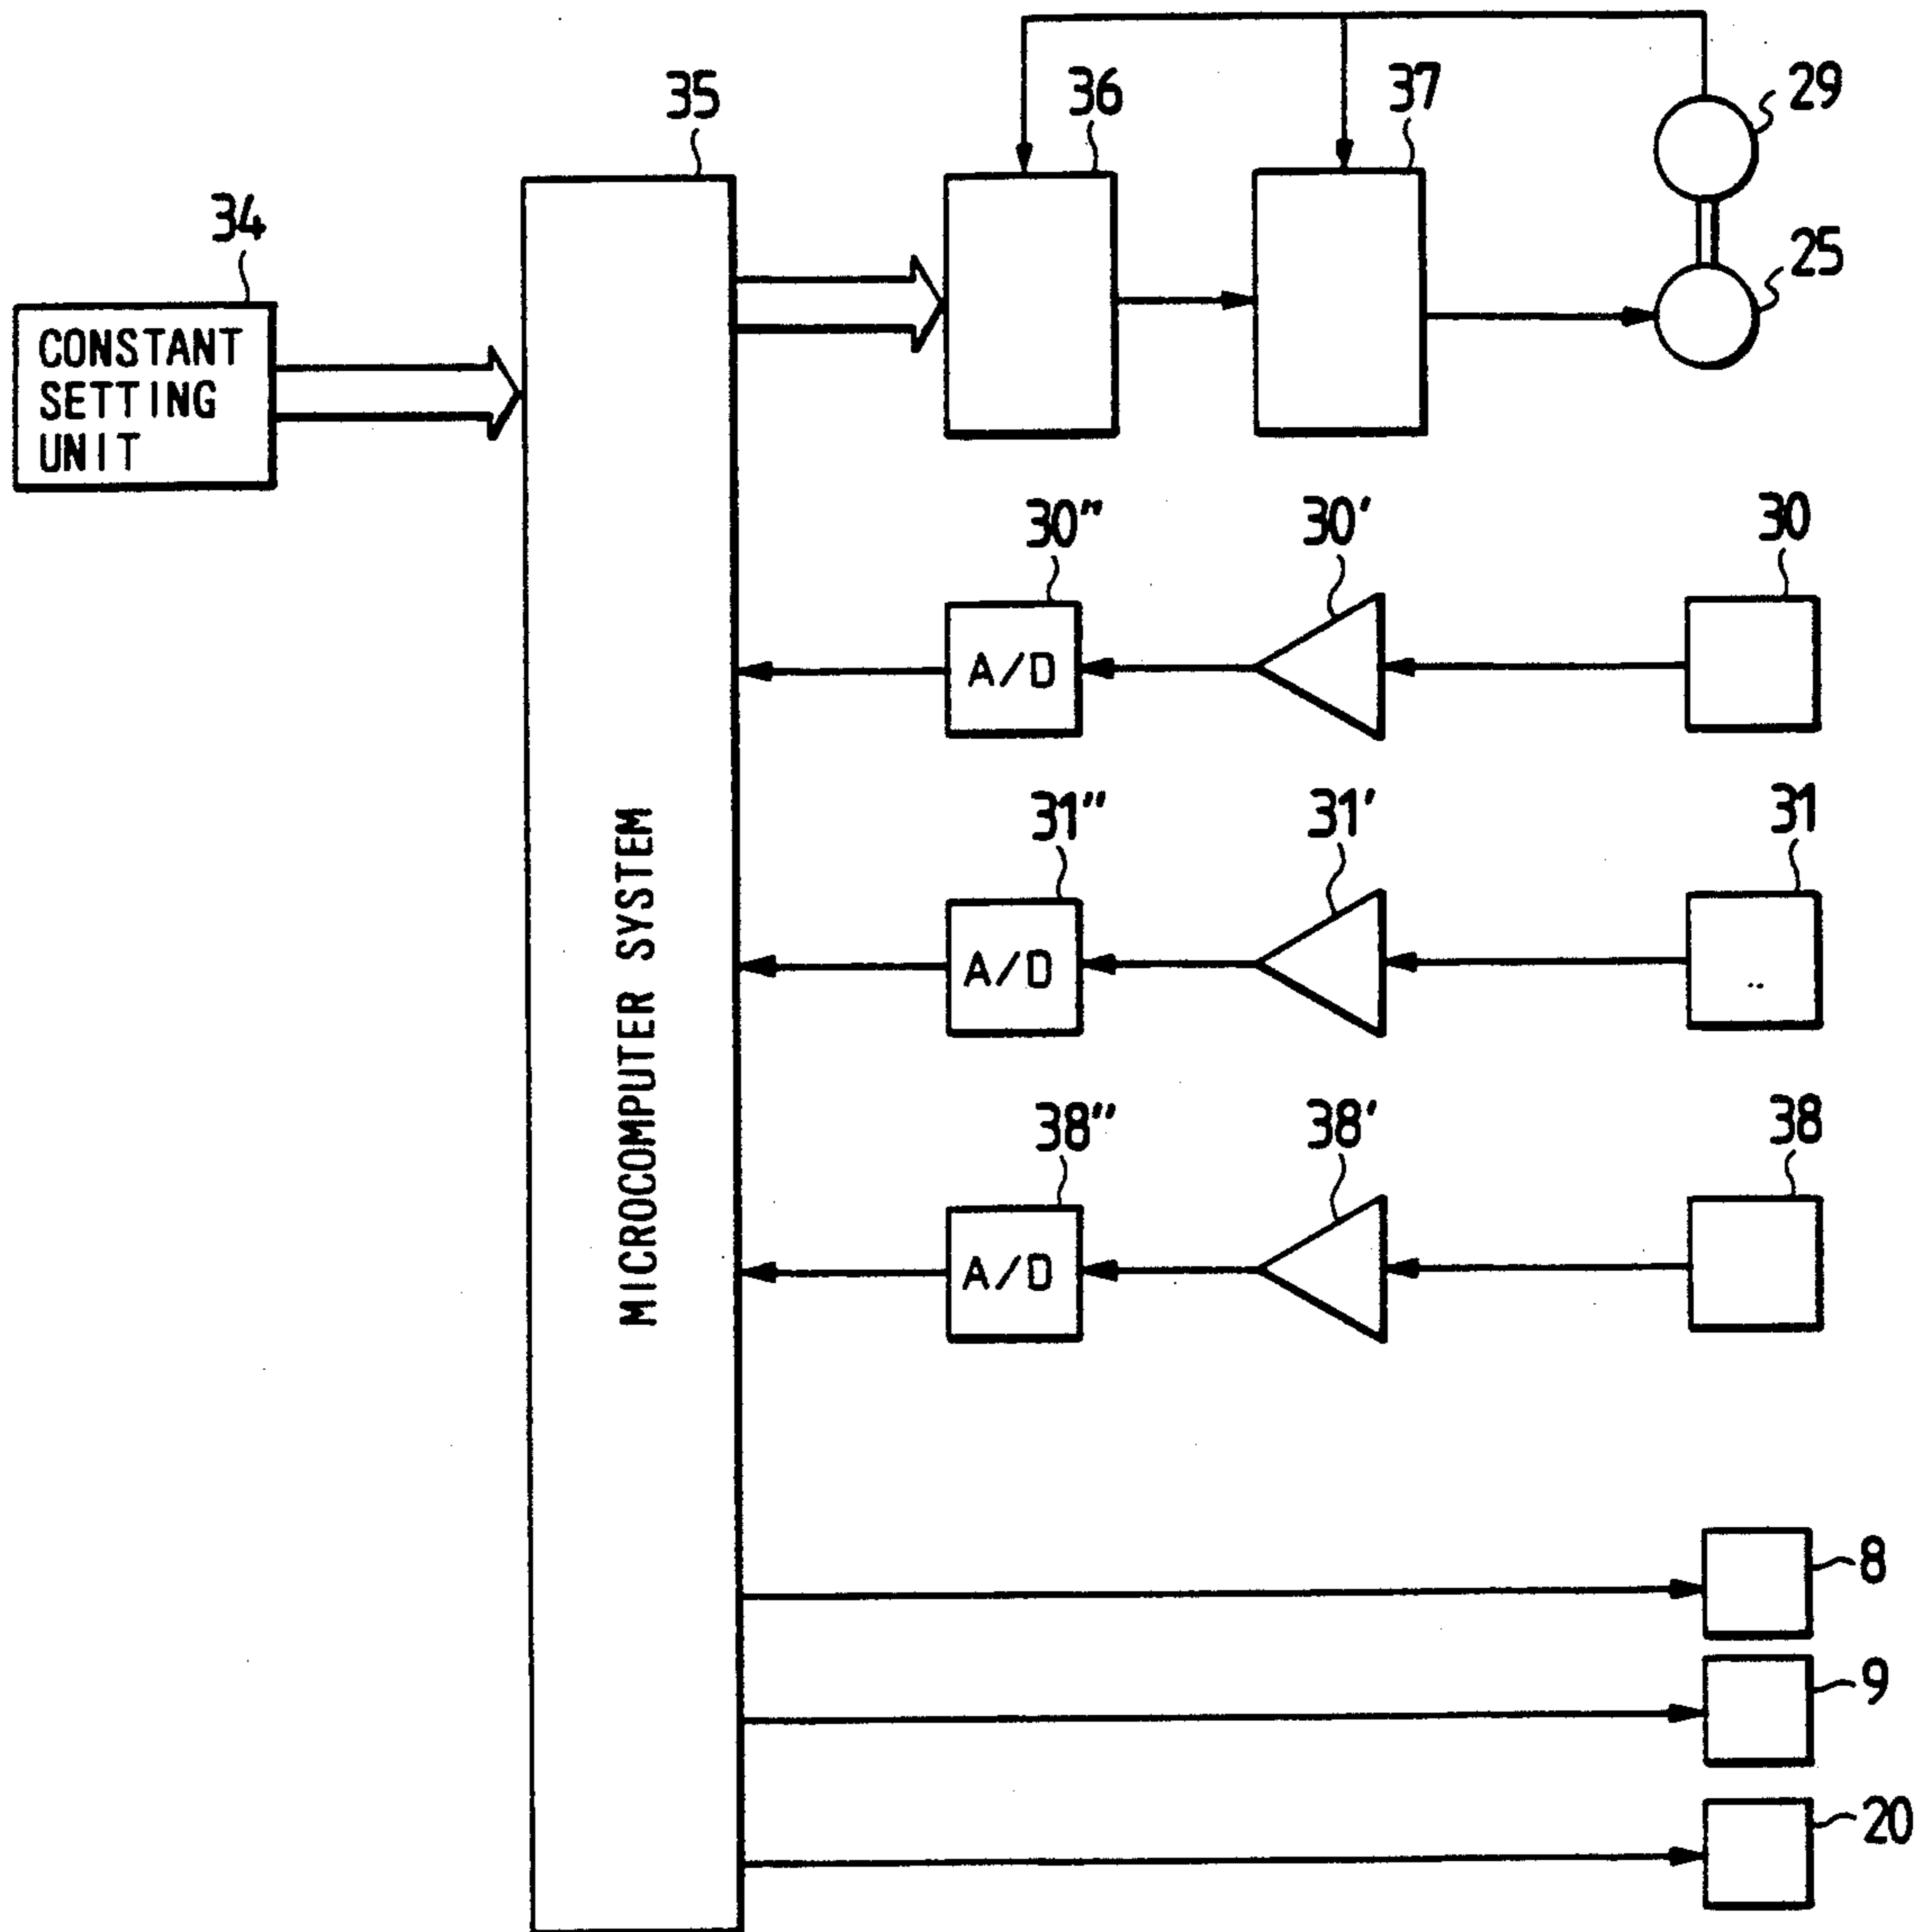 35
36
37
29
34
25
CONSTANT
SETTING
UNIT
30"
30'
30
A/D
31"
31'
31
A/D
MICROCOMPUTER SYSTEM
38"
38'
38
A/D
8
9
20